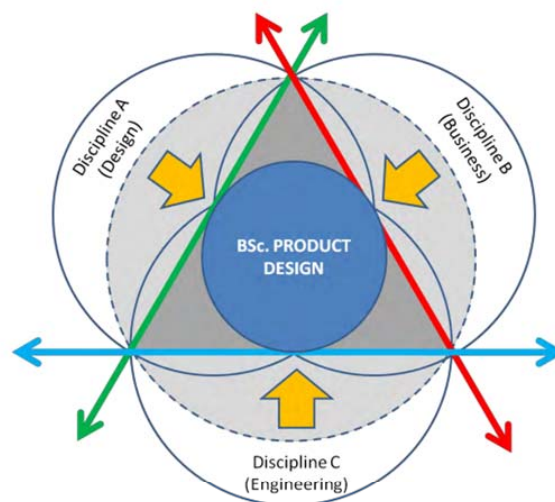 Discipline A
(Design)
Discipline B
(Business)
BSc. PRODUCT
DESIGN
Discipline C
(Engineering)